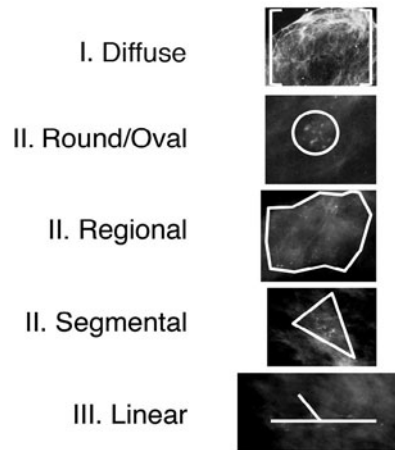 I. Diffuse
II. Round/Oval
II. Regional
II. Segmental
III. Linear